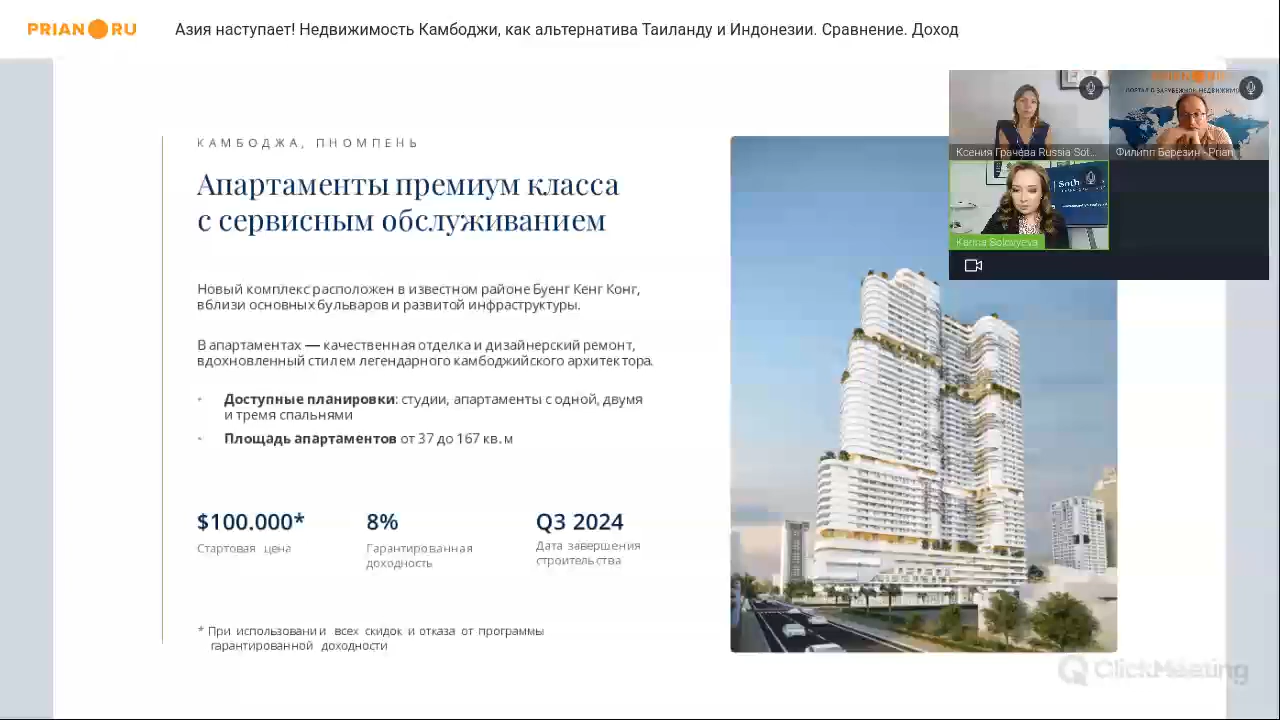 PRIAN RU
Азия наступает! Недвижимость Камбоджи, как альтернатива Таиланду и Индонезии. Сравнение. Доход
Ксения Грачёва Russia Sot...
Филипп Березин - Prian
Karina Solovyeva
КАМБОДЖА, ПНОМПЕНЬ
Апартаменты премиум класса
с сервисным обслуживанием
Новый комплекс расположен в известном районе Буенг Кенг Конг,
вблизи основных бульваров и развитой инфраструктуры.
В апартаментах — качественная отделка и дизайнерский ремонт,
вдохновленный стилем легендарного камбоджийского архитектора.
• Доступные планировки: студии, апартаменты с одной, двумя
и тремя спальнями
• Площадь апартаментов от 37 до 167 кв.м
$100.000* 8% Q3 2024
Стартовая цена Гарантированная Дата завершения
доходность строительства
* При использовании всех скидок и отказа от программы
гарантированной доходности
ClickMeeting